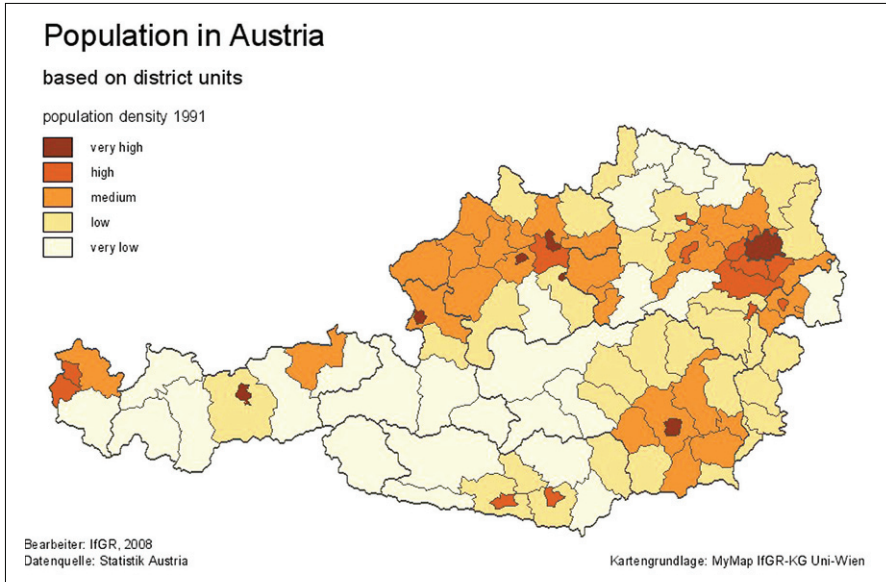 Population in Austria
based on district units
population density 1991
very high
high
medium
low
very low
Bearbeiter: IfGR, 2008
Datenquelle: Statistik Austria
Kartengrundlage: MyMap IfGR-KG Uni-Wien